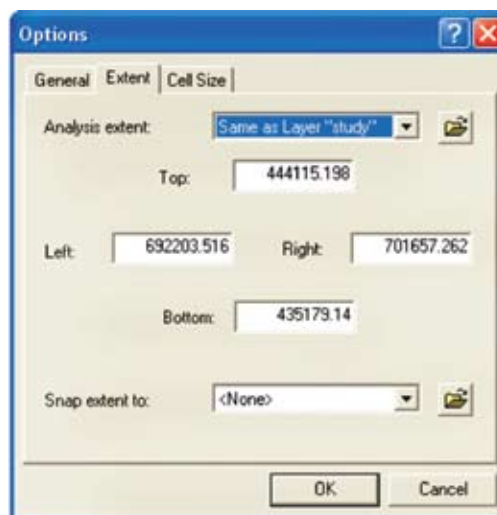 Options
General Extent Cell Size
Analysis extent: Same as Layer "study"
Top: 444115.198
Left: 692203.516 Right: 701657.262
Bottom: 435179.14
Snap extent to: <None>
OK Cancel